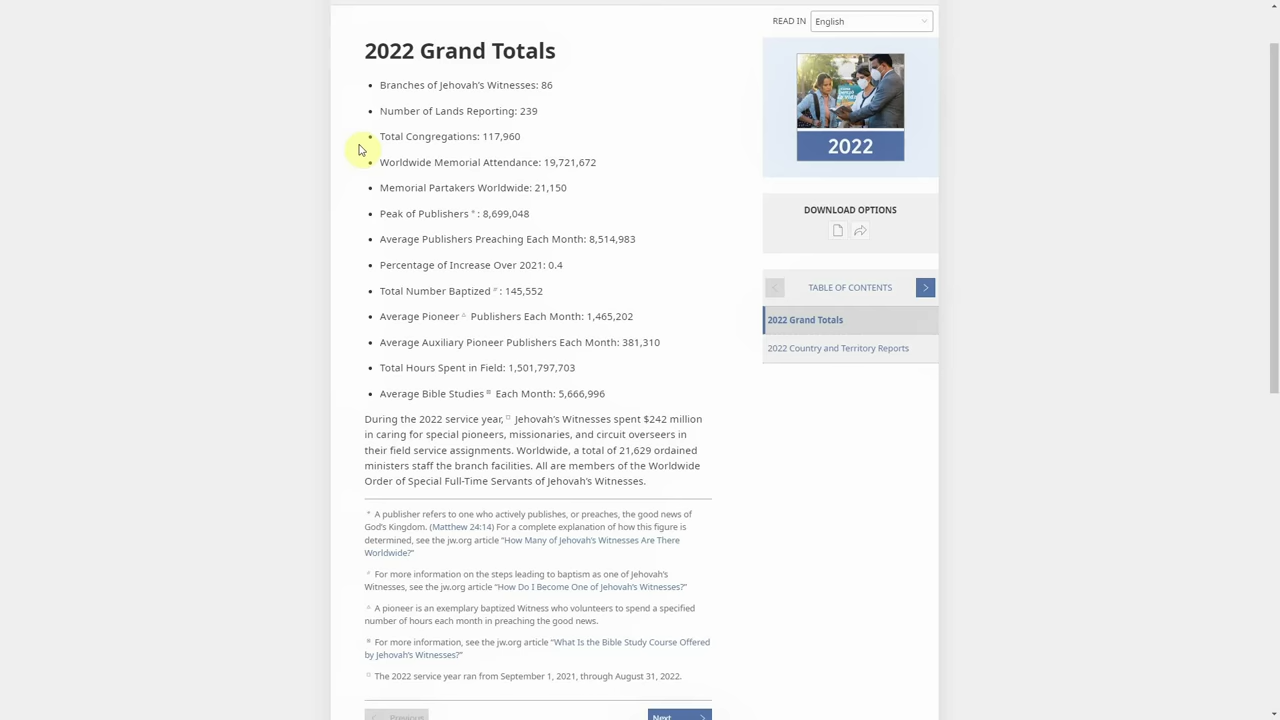 READ IN English
2022 Grand Totals
Branches of Jehovah's Witnesses: 86
Number of Lands Reporting: 239
Total Congregations: 117,960
Worldwide Memorial Attendance: 19,721,672
Memorial Partakers Worldwide: 21,150
Peak of Publishers * : 8,699,048
Average Publishers Preaching Each Month: 8,514,983
Percentage of Increase Over 2021: 0.4
Total Number Baptized # : 145,552
Average Pioneer △ Publishers Each Month: 1,465,202
Average Auxiliary Pioneer Publishers Each Month: 381,310
Total Hours Spent in Field: 1,501,797,703
Average Bible Studies ※ Each Month: 5,666,996
During the 2022 service year, □ Jehovah's Witnesses spent $242 million
in caring for special pioneers, missionaries, and circuit overseers in
their field service assignments. Worldwide, a total of 21,629 ordained
ministers staff the branch facilities. All are members of the Worldwide
Order of Special Full-Time Servants of Jehovah's Witnesses.
* A publisher refers to one who actively publishes, or preaches, the good news of
God's Kingdom. (Matthew 24:14) For a complete explanation of how this figure is
determined, see the jw.org article "How Many of Jehovah's Witnesses Are There
Worldwide?"
# For more information on the steps leading to baptism as one of Jehovah's
Witnesses, see the jw.org article "How Do I Become One of Jehovah's Witnesses?"
△ A pioneer is an exemplary baptized Witness who volunteers to spend a specified
number of hours each month in preaching the good news.
※ For more information, see the jw.org article "What Is the Bible Study Course Offered
by Jehovah's Witnesses?"
□ The 2022 service year ran from September 1, 2021, through August 31, 2022.
Previous
Next
2022
DOWNLOAD OPTIONS
TABLE OF CONTENTS
2022 Grand Totals
2022 Country and Territory Reports